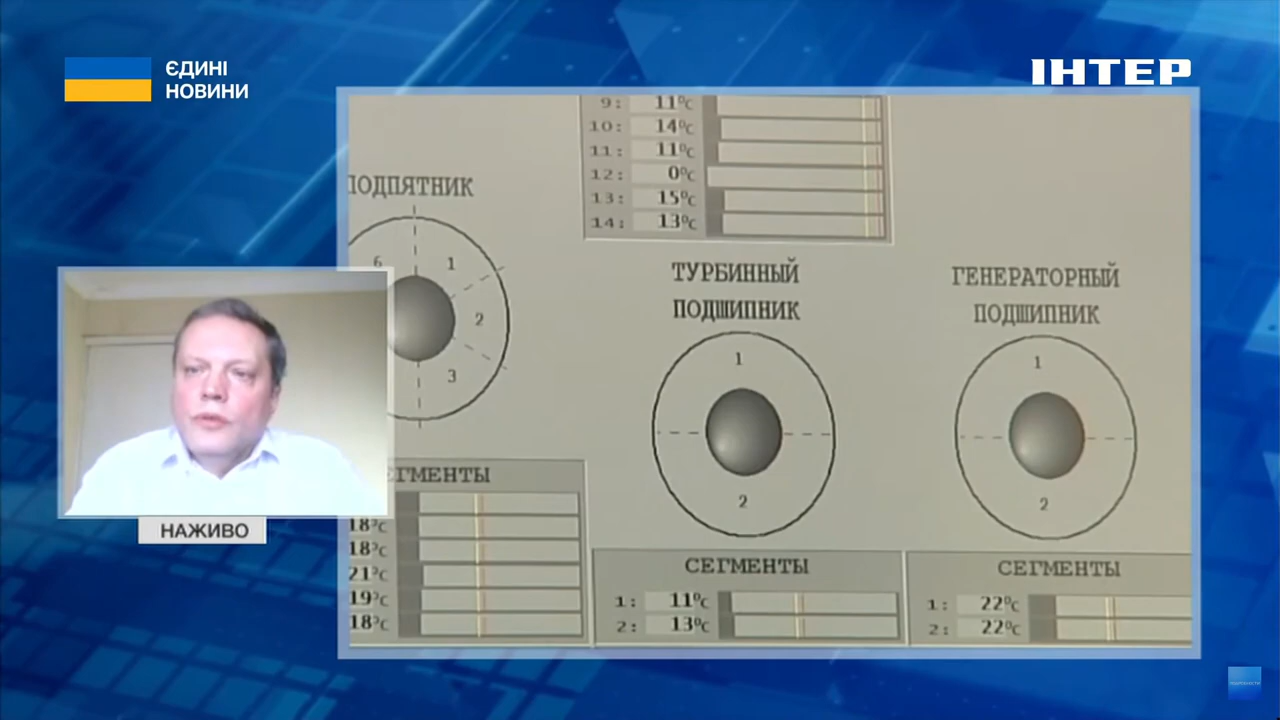 ЄДИНІ
НОВИНИ
ІНТЕР
9: 11°C
10: 14°C
11: 11°C
12: 0°C
13: 15°C
14: 13°C
ПОДПЯТНИК
6
1
2
3
ТУРБИННЫЙ
ПОДШИПНИК
1
2
ГЕНЕРАТОРНЫЙ
ПОДШИПНИК
1
2
СЕГМЕНТЫ
18°C
18°C
21°C
19°C
18°C
СЕГМЕНТЫ
1: 11°C
2: 13°C
СЕГМЕНТЫ
1: 22°C
2: 22°C
НАЖИВО